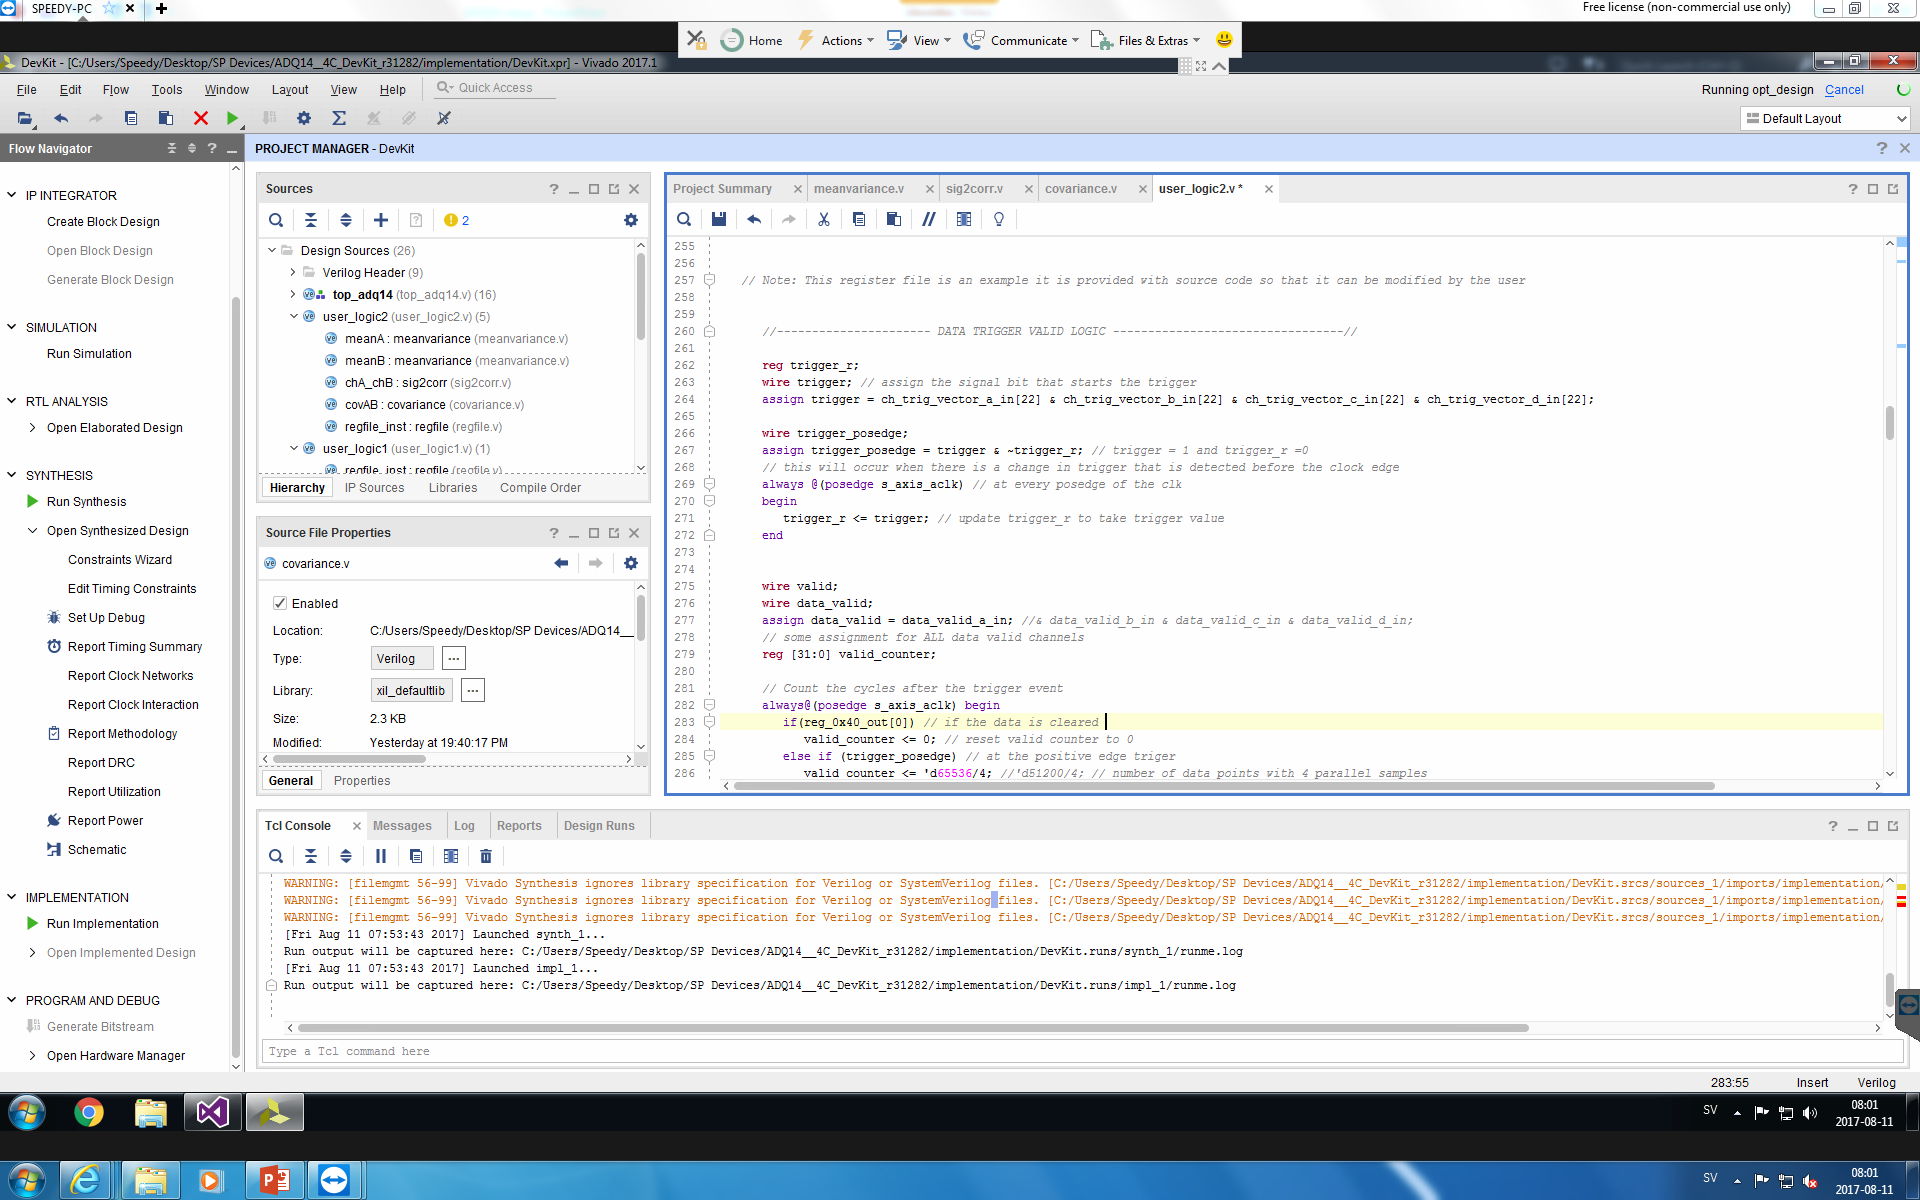 SPEEDY-PC
Free license (non-commercial use only)
Home
Actions
View
Communicate
Files & Extras
DevKit - [C:/Users/Speedy/Desktop/SP Devices/ADQ14__4C_DevKit_r31282/implementation/DevKit.xpr] - Vivado 2017.1
File Edit Flow Tools Window Layout View Help
Quick Access
Running opt_design Cancel
Default Layout
Flow Navigator
PROJECT MANAGER - DevKit
IP INTEGRATOR
Create Block Design
Open Block Design
Generate Block Design
SIMULATION
Run Simulation
RTL ANALYSIS
Open Elaborated Design
SYNTHESIS
Run Synthesis
Open Synthesized Design
Constraints Wizard
Edit Timing Constraints
Set Up Debug
Report Timing Summary
Report Clock Networks
Report Clock Interaction
Report Methodology
Report DRC
Report Utilization
Report Power
Schematic
IMPLEMENTATION
Run Implementation
Open Implemented Design
PROGRAM AND DEBUG
Generate Bitstream
Open Hardware Manager
Sources
2
Design Sources (26)
Verilog Header (9)
top_adq14 (top_adq14.v) (16)
user_logic2 (user_logic2.v) (5)
meanA : meanvariance (meanvariance.v)
meanB : meanvariance (meanvariance.v)
chA_chB : sig2corr (sig2corr.v)
covAB : covariance (covariance.v)
regfile_inst : regfile (regfile.v)
user_logic1 (user_logic1.v) (1)
regfile_inst : regfile (regfile.v)
Hierarchy IP Sources Libraries Compile Order
Source File Properties
covariance.v
Enabled
Location: C:/Users/Speedy/Desktop/SP Devices/ADQ14__
Type: Verilog ...
Library: xil_defaultlib ...
Size: 2.3 KB
Modified: Yesterday at 19:40:17 PM
General Properties
Project Summary meanvariance.v sig2corr.v covariance.v user_logic2.v *
255
256
257 // Note: This register file is an example it is provided with source code so that it can be modified by the user
258
259
260 //---------------------- DATA TRIGGER VALID LOGIC ---------------------------------//
261
262 reg trigger_r;
263 wire trigger; // assign the signal bit that starts the trigger
264 assign trigger = ch_trig_vector_a_in[22] & ch_trig_vector_b_in[22] & ch_trig_vector_c_in[22] & ch_trig_vector_d_in[22];
265
266 wire trigger_posedge;
267 assign trigger_posedge = trigger & ~trigger_r; // trigger = 1 and trigger_r =0
268 // this will occur when there is a change in trigger that is detected before the clock edge
269 always @(posedge s_axis_aclk) // at every posedge of the clk
270 begin
271 trigger_r <= trigger; // update trigger_r to take trigger value
272 end
273
274
275 wire valid;
276 wire data_valid;
277 assign data_valid = data_valid_a_in; //& data_valid_b_in & data_valid_c_in & data_valid_d_in;
278 // some assignment for ALL data valid channels
279 reg [31:0] valid_counter;
280
281 // Count the cycles after the trigger event
282 always@(posedge s_axis_aclk) begin
283 if(reg_0x40_out[0]) // if the data is cleared
284 valid_counter <= 0; // reset valid counter to 0
285 else if (trigger_posedge) // at the positive edge triger
286 valid_counter <= 'd65536/4; //'d51200/4; // number of data points with 4 parallel samples
Tcl Console Messages Log Reports Design Runs
WARNING: [filemgmt 56-99] Vivado Synthesis ignores library specification for Verilog or SystemVerilog files. [C:/Users/Speedy/Desktop/SP Devices/ADQ14__4C_DevKit_r31282/implementation/DevKit.srcs/sources_1/imports/implementation/
WARNING: [filemgmt 56-99] Vivado Synthesis ignores library specification for Verilog or SystemVerilog files. [C:/Users/Speedy/Desktop/SP Devices/ADQ14__4C_DevKit_r31282/implementation/DevKit.srcs/sources_1/imports/implementation/
WARNING: [filemgmt 56-99] Vivado Synthesis ignores library specification for Verilog or SystemVerilog files. [C:/Users/Speedy/Desktop/SP Devices/ADQ14__4C_DevKit_r31282/implementation/DevKit.srcs/sources_1/imports/implementation/
[Fri Aug 11 07:53:43 2017] Launched synth_1...
Run output will be captured here: C:/Users/Speedy/Desktop/SP Devices/ADQ14__4C_DevKit_r31282/implementation/DevKit.runs/synth_1/runme.log
[Fri Aug 11 07:53:43 2017] Launched impl_1...
Run output will be captured here: C:/Users/Speedy/Desktop/SP Devices/ADQ14__4C_DevKit_r31282/implementation/DevKit.runs/impl_1/runme.log
Type a Tcl command here
283:55 Insert Verilog
SV 08:01
2017-08-11
SV 08:01
2017-08-11